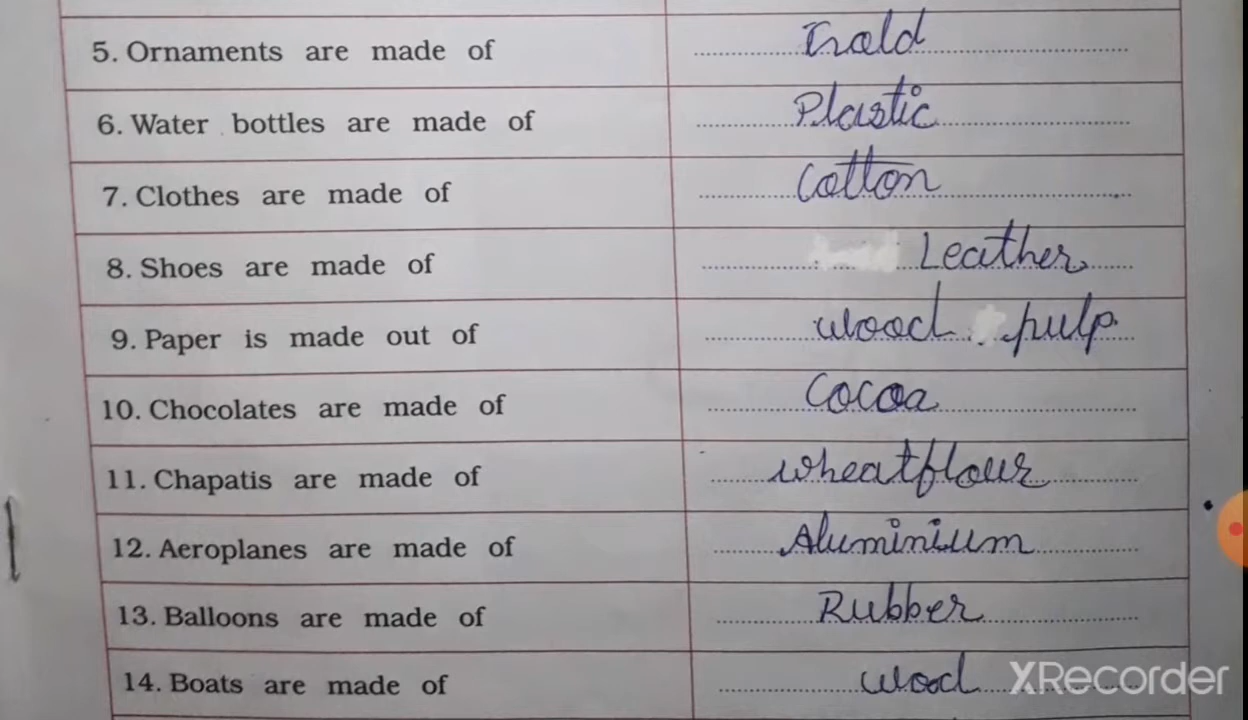 5. Ornaments are made of Gold
6. Water bottles are made of Plastic
7. Clothes are made of Cotton
8. Shoes are made of Leather
9. Paper is made out of wood pulp.
10. Chocolates are made of Cocoa
11. Chapatis are made of wheatflour
12. Aeroplanes are made of Aluminium
13. Balloons are made of Rubber
14. Boats are made of wood
XRecorder